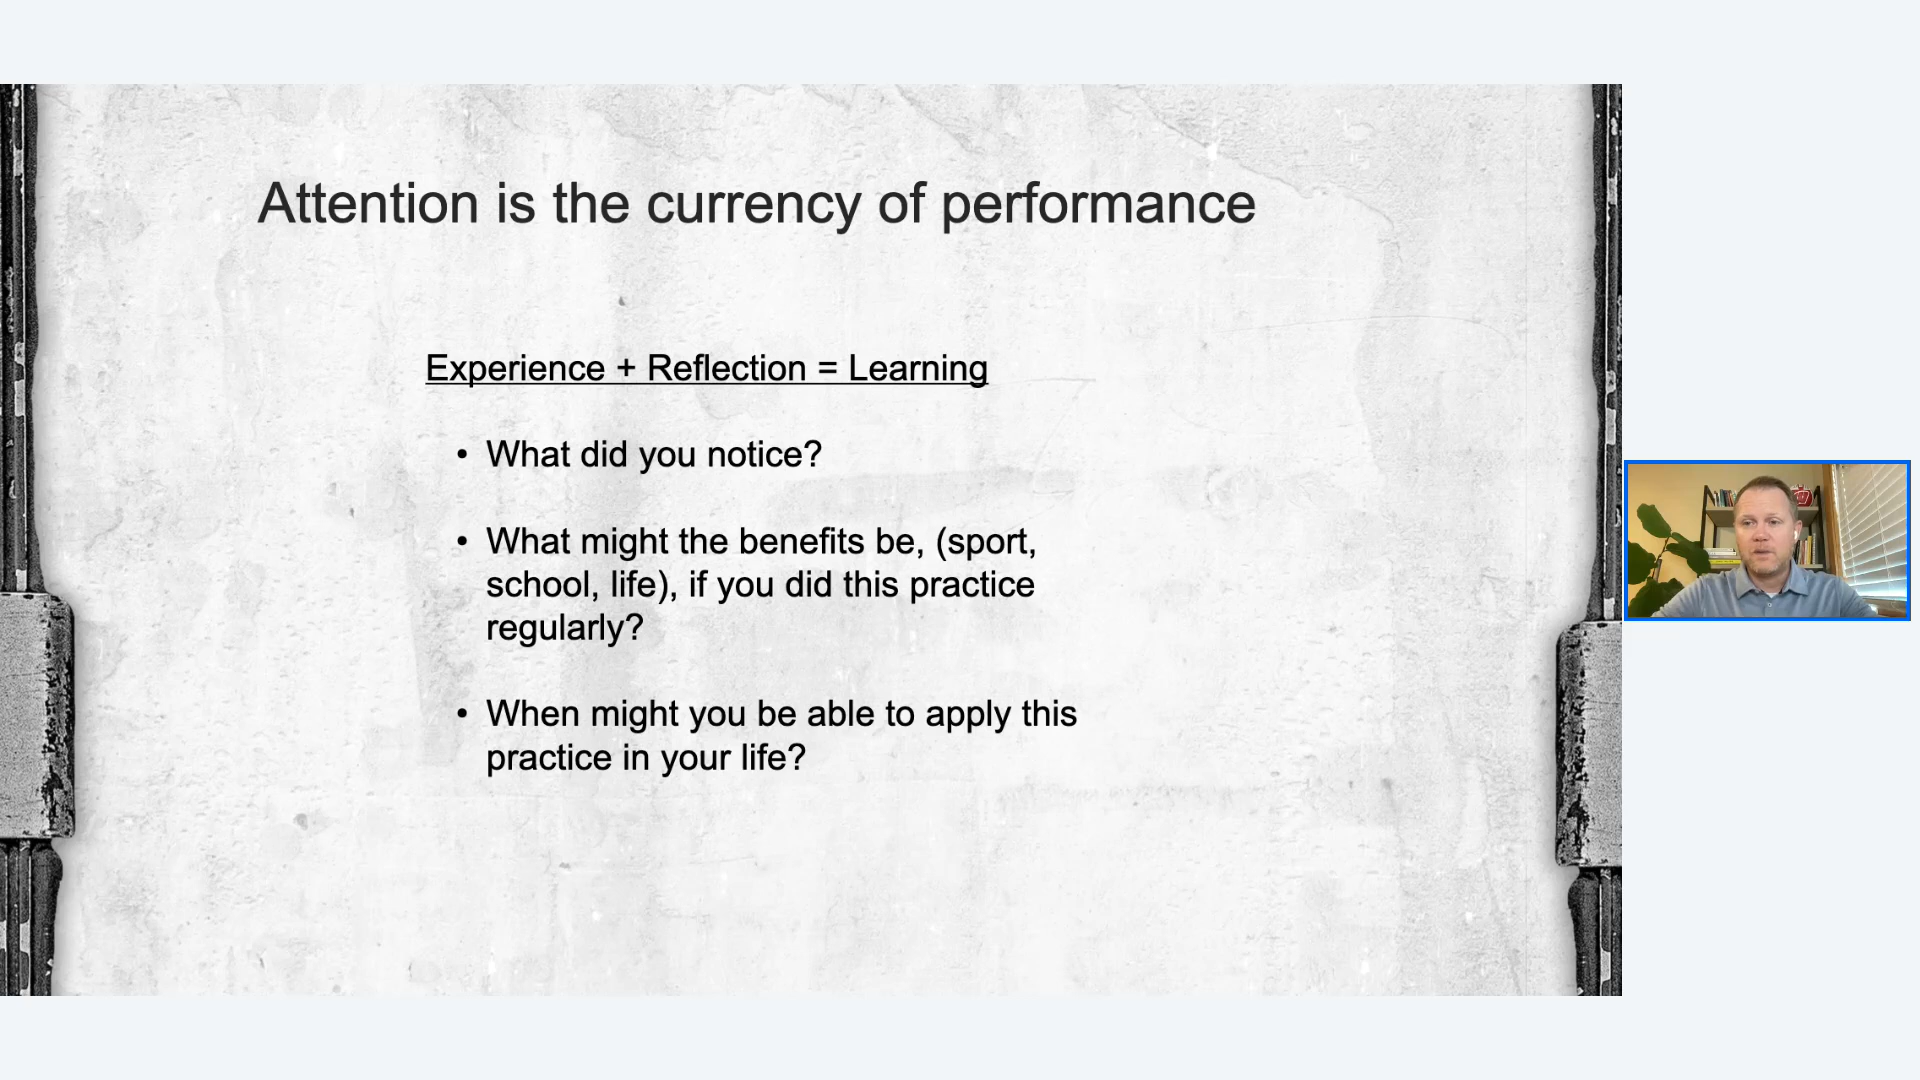 Attention is the currency of performance
Experience + Reflection = Learning
• What did you notice?
• What might the benefits be, (sport,
school, life), if you did this practice
regularly?
• When might you be able to apply this
practice in your life?